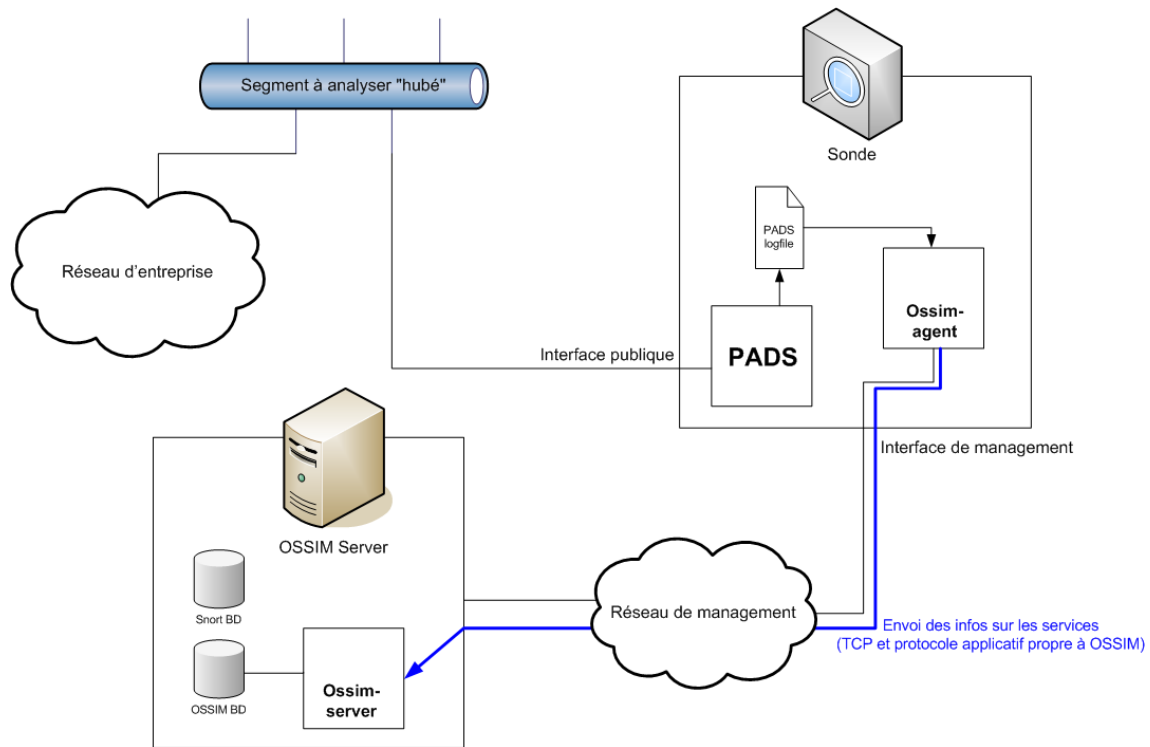 Segment à analyser "hubé"
Sonde
PADS
logfile
Réseau d'entreprise
Ossim-
agent
Interface publique
PADS
Interface de management
OSSIM Server
Snort BD
Réseau de management
Envoi des infos sur les services
(TCP et protocole applicatif propre à OSSIM)
OSSIM BD
Ossim-
server